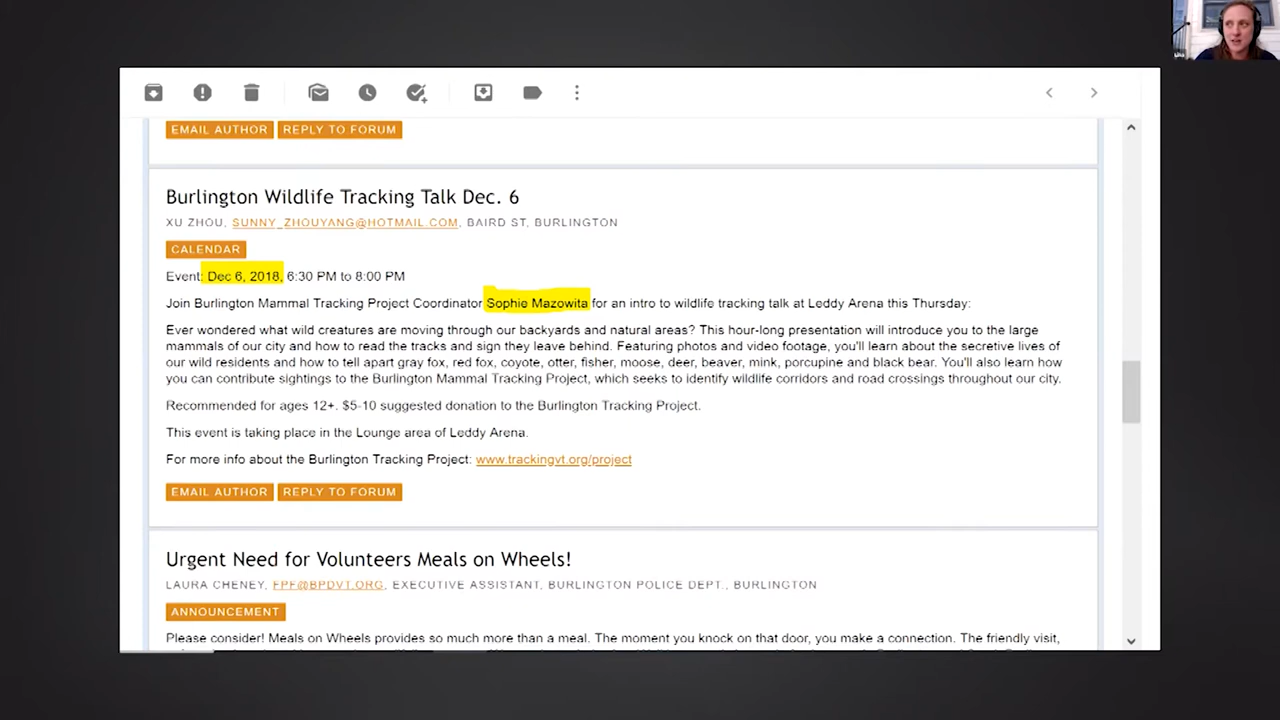 EMAIL AUTHOR REPLY TO FORUM
Burlington Wildlife Tracking Talk Dec. 6
XU ZHOU, SUNNY_ZHOUYANG@HOTMAIL.COM, BAIRD ST, BURLINGTON
CALENDAR
Event: Dec 6, 2018, 6:30 PM to 8:00 PM
Join Burlington Mammal Tracking Project Coordinator Sophie Mazowita for an intro to wildlife tracking talk at Leddy Arena this Thursday:
Ever wondered what wild creatures are moving through our backyards and natural areas? This hour-long presentation will introduce you to the large
mammals of our city and how to read the tracks and sign they leave behind. Featuring photos and video footage, you'll learn about the secretive lives of
our wild residents and how to tell apart gray fox, red fox, coyote, otter, fisher, moose, deer, beaver, mink, porcupine and black bear. You'll also learn how
you can contribute sightings to the Burlington Mammal Tracking Project, which seeks to identify wildlife corridors and road crossings throughout our city.
Recommended for ages 12+. $5-10 suggested donation to the Burlington Tracking Project.
This event is taking place in the Lounge area of Leddy Arena.
For more info about the Burlington Tracking Project: www.trackingvt.org/project
EMAIL AUTHOR REPLY TO FORUM
Urgent Need for Volunteers Meals on Wheels!
LAURA CHENEY, FPF@BPDVT.ORG, EXECUTIVE ASSISTANT, BURLINGTON POLICE DEPT., BURLINGTON
ANNOUNCEMENT
Please consider! Meals on Wheels provides so much more than a meal. The moment you knock on that door, you make a connection. The friendly visit,